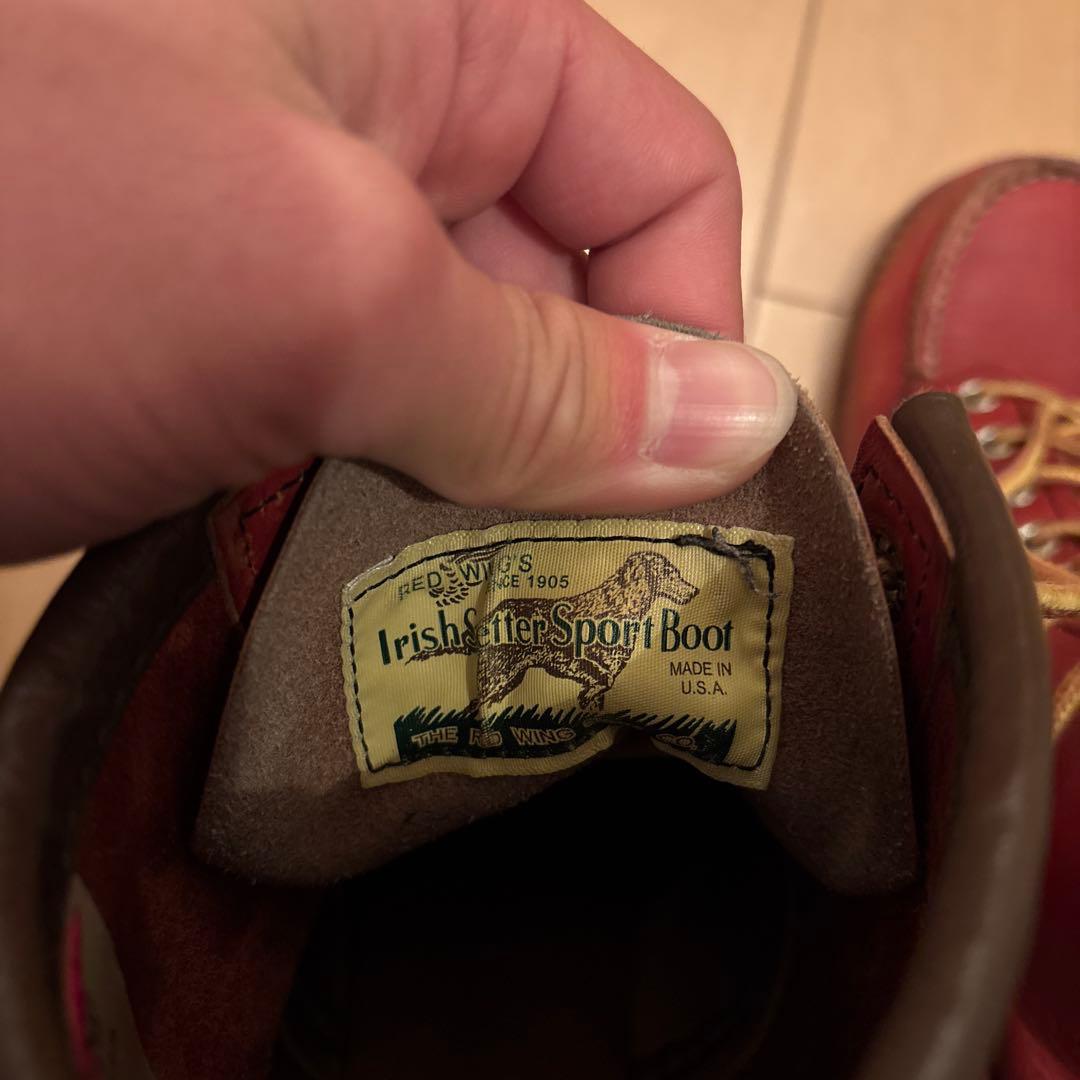 RED WING'S
SINCE 1905
Irish Setter Sport Boot
MADE IN
U.S.A.
THE RED WING
CO.